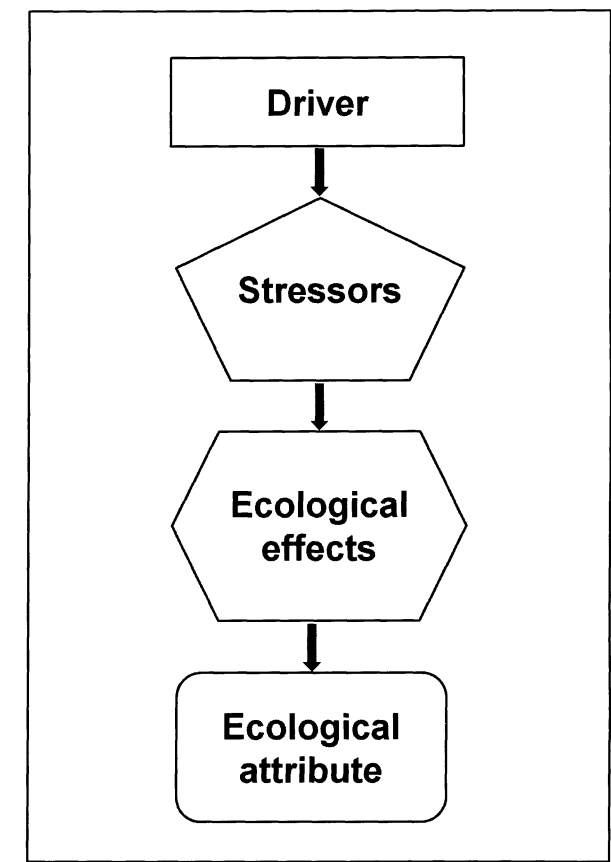 Driver
Stressors
Ecological
effects
Ecological
attribute